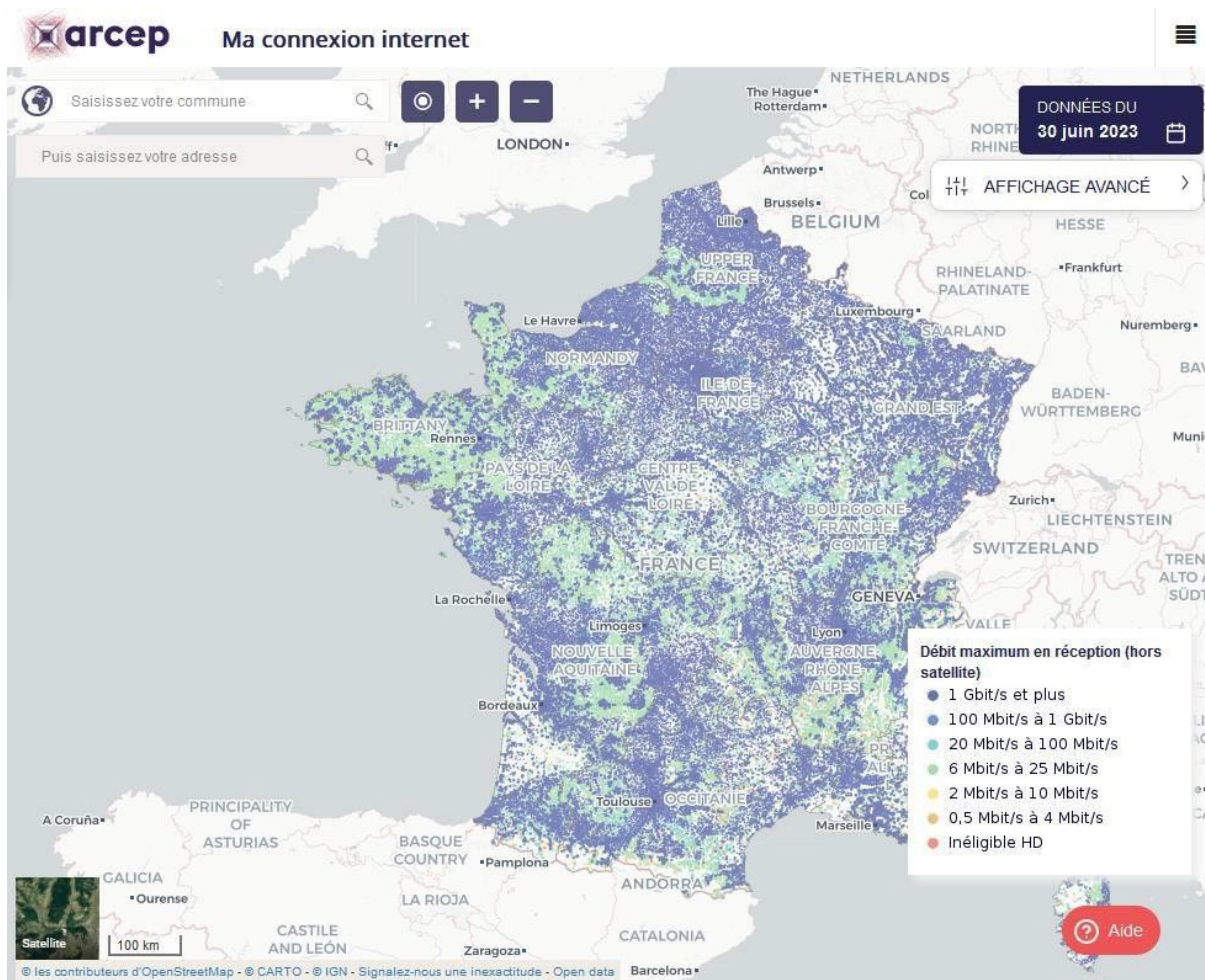 arcep
Ma connexion internet
Saisissez votre commune
Puis saisissez votre adresse
DONNÉES DU
30 juin 2023
AFFICHAGE AVANCÉ
NETHERLANDS
The Hague
Rotterdam
LONDON
Antwerp
Brussels
BELGIUM
Lille
HESSE
UPPER
FRANCE
RHINELAND-
PALATINATE
Frankfurt
Luxembourg
SAARLAND
Nuremberg
Le Havre
NORMANDY
ILE-DE-
FRANCE
GRAND EST
BADEN-
WÜRTTEMBERG
BRITTANY
Rennes
PAYS DE LA
LOIRE
CENTRE-
VAL DE
LOIRE
BOURGOGNE-
FRANCHE-
COMTÉ
Zurich
LIECHTENSTEIN
SWITZERLAND
FRANCE
GENEVA
La Rochelle
Limoges
Lyon
NOUVELLE-
AQUITAINE
AUVERGNE-
RHÔNE-
ALPES
VALLE
Bordeaux
Toulouse
OCCITANIE
Marseille
Débit maximum en réception (hors
satellite)
1 Gbit/s et plus
100 Mbit/s à 1 Gbit/s
20 Mbit/s à 100 Mbit/s
6 Mbit/s à 25 Mbit/s
2 Mbit/s à 10 Mbit/s
0,5 Mbit/s à 4 Mbit/s
Inéligible HD
A Coruña
PRINCIPALITY
OF
ASTURIAS
BASQUE
COUNTRY
Pamplona
ANDORRA
GALICIA
Ourense
LA RIOJA
CASTILE
AND LEÓN
Zaragoza
CATALONIA
Barcelona
Satellite
100 km
Aide
© les contributeurs d'OpenStreetMap - © CARTO - © IGN - Signalez-nous une inexactitude - Open data